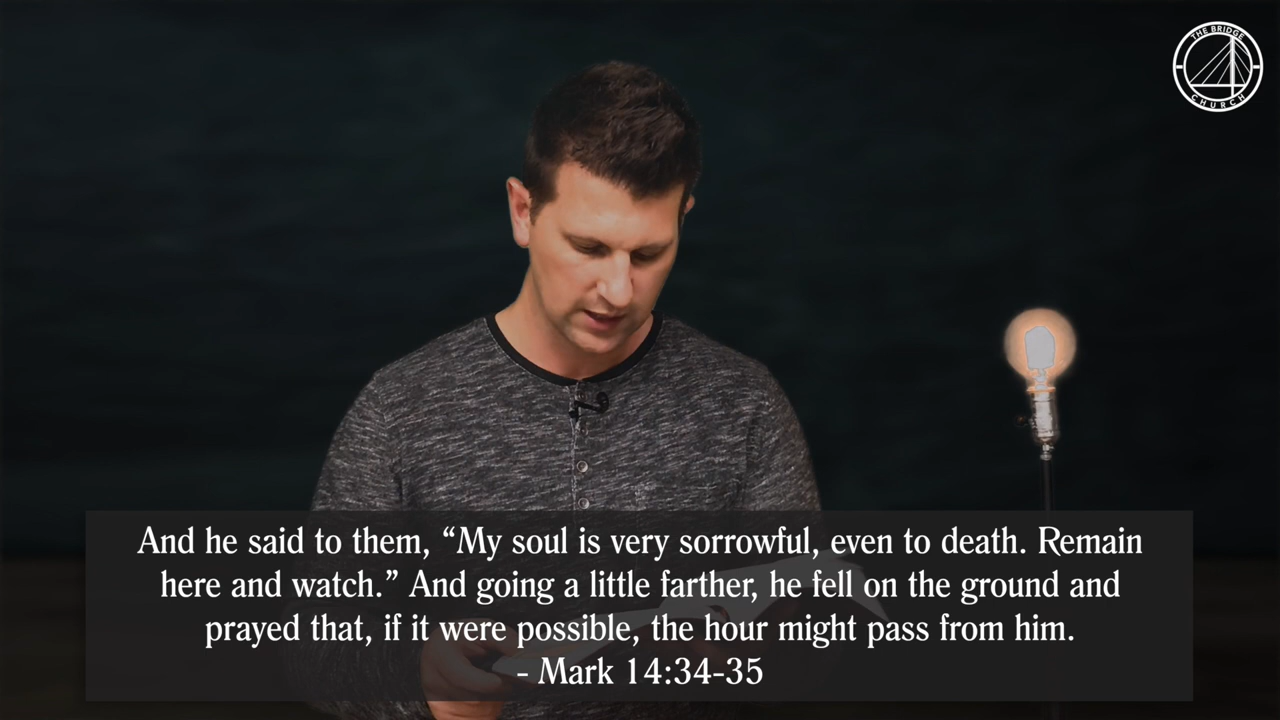 THE BRIDGE
CHURCH
And he said to them, “My soul is very sorrowful, even to death. Remain
here and watch.” And going a little farther, he fell on the ground and
prayed that, if it were possible, the hour might pass from him.
- Mark 14:34-35